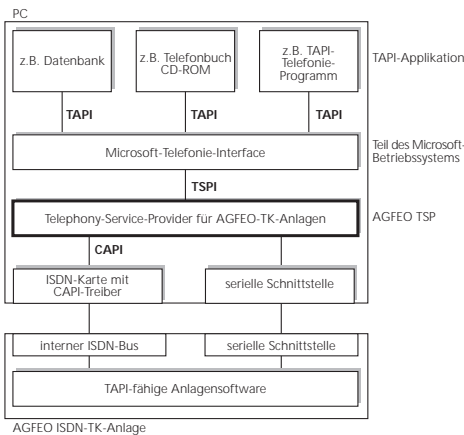 PC
z.B. Datenbank
z.B. Telefonbuch
CD-ROM
z.B. TAPI-
Telefonie-
Programm
TAPI-Applikation
TAPI
TAPI
TAPI
Microsoft-Telefonie-Interface
Teil des Microsoft-
Betriebssystems
TSPI
Telephony-Service-Provider für AGFEO-TK-Anlagen
AGFEO TSP
CAPI
ISDN-Karte mit
CAPI-Treiber
serielle Schnittstelle
interner ISDN-Bus
serielle Schnittstelle
TAPI-fähige Anlagensoftware
AGFEO ISDN-TK-Anlage